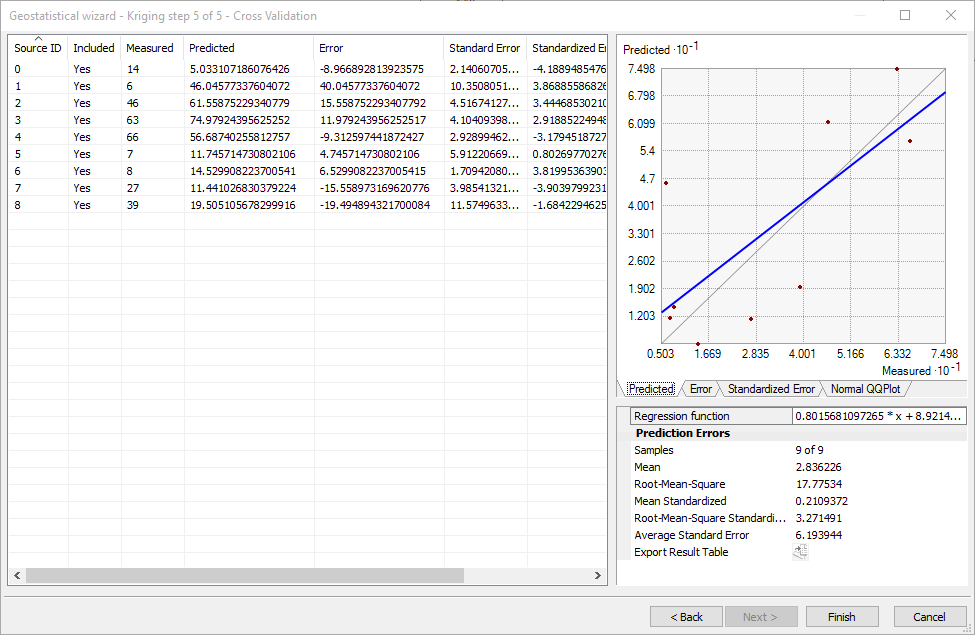 Geostatistical wizard - Kriging step 5 of 5 - Cross Validation
Source ID Included Measured Predicted Error Standard Error Standardized Er
0 Yes 14 5.033107186076426 -8.966892813923575 2.14060705... -4.1889485476
1 Yes 6 46.04577337604072 40.04577337604072 10.3508051... 3.86885586826
2 Yes 46 61.55875229340779 15.558752293407792 4.51674127... 3.4446853021​0
3 Yes 63 74.97924395625252 11.979243956252517 4.10409398... 2.91885224948
4 Yes 66 56.68740255812757 -9.312597441872427 2.92899462... -3.1794518727
5 Yes 7 11.745714730802106 4.745714730802106 5.91220669... 0.80269770276
6 Yes 8 14.529908223700541 6.5299082237005415 1.70942080... 3.81995363903
7 Yes 27 11.441026830379224 -15.558973169620776 3.98541321... -3.9039799231
8 Yes 39 19.505105678299916 -19.494894321700084 11.5749633... -1.6842294625
Predicted ·10-1
7.498
6.798
6.099
5.4
4.7
4.001
3.301
2.602
1.902
1.203
0.503 1.669 2.835 4.001 5.166 6.332 7.498
Measured ·10-1
Predicted Error Standardized Error Normal QQPlot
Regression function 0.8015681097265 * x + 8.9214...
Prediction Errors
Samples 9 of 9
Mean 2.836226
Root-Mean-Square 17.77534
Mean Standardized 0.2109372
Root-Mean-Square Standardi... 3.271491
Average Standard Error 6.193944
Export Result Table
< Back Next > Finish Cancel